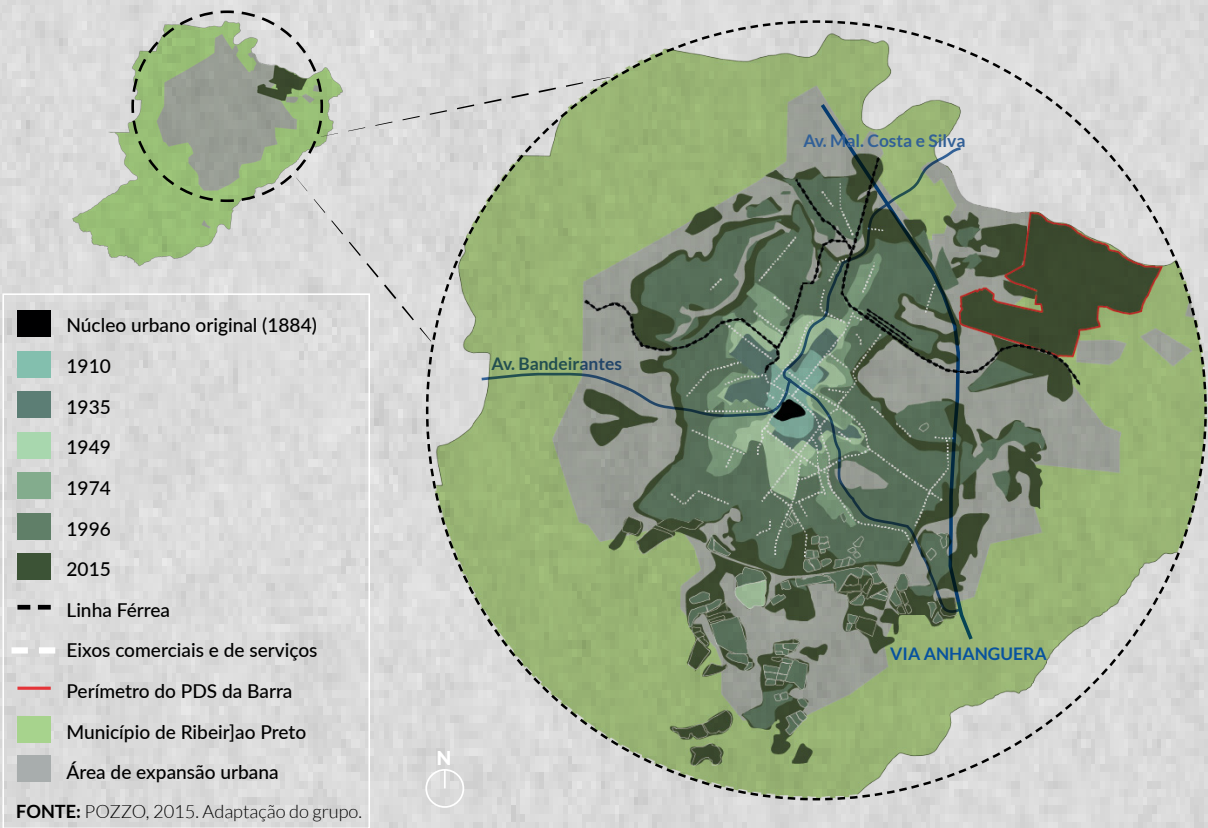 Av. Mal. Costa e Silva
Av. Bandeirantes
VIA ANHANGUERA
N
Núcleo urbano original (1884)
1910
1935
1949
1974
1996
2015
Linha Férrea
Eixos comerciais e de serviços
Perímetro do PDS da Barra
Município de Ribeir]ao Preto
Área de expansão urbana
FONTE: POZZO, 2015. Adaptação do grupo.